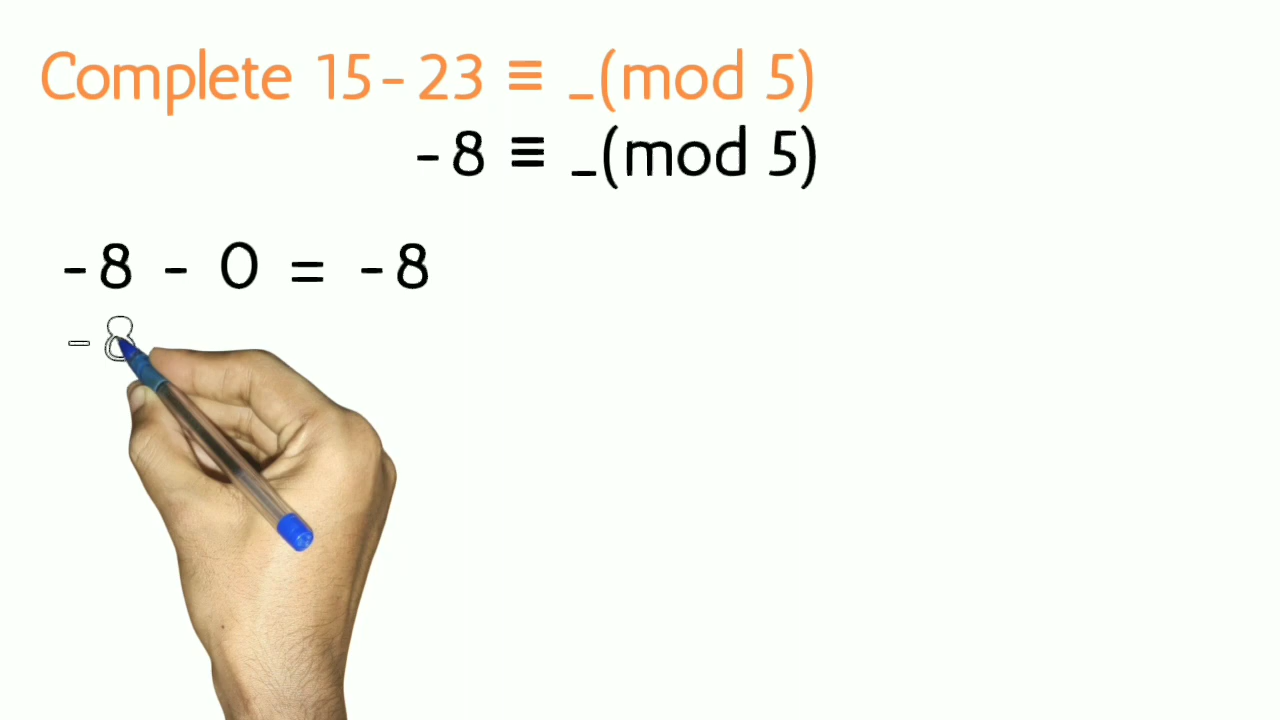 Complete 15-23 ≡ _(mod 5)
-8 ≡ _(mod 5)
-8 - 0 = -8
-8